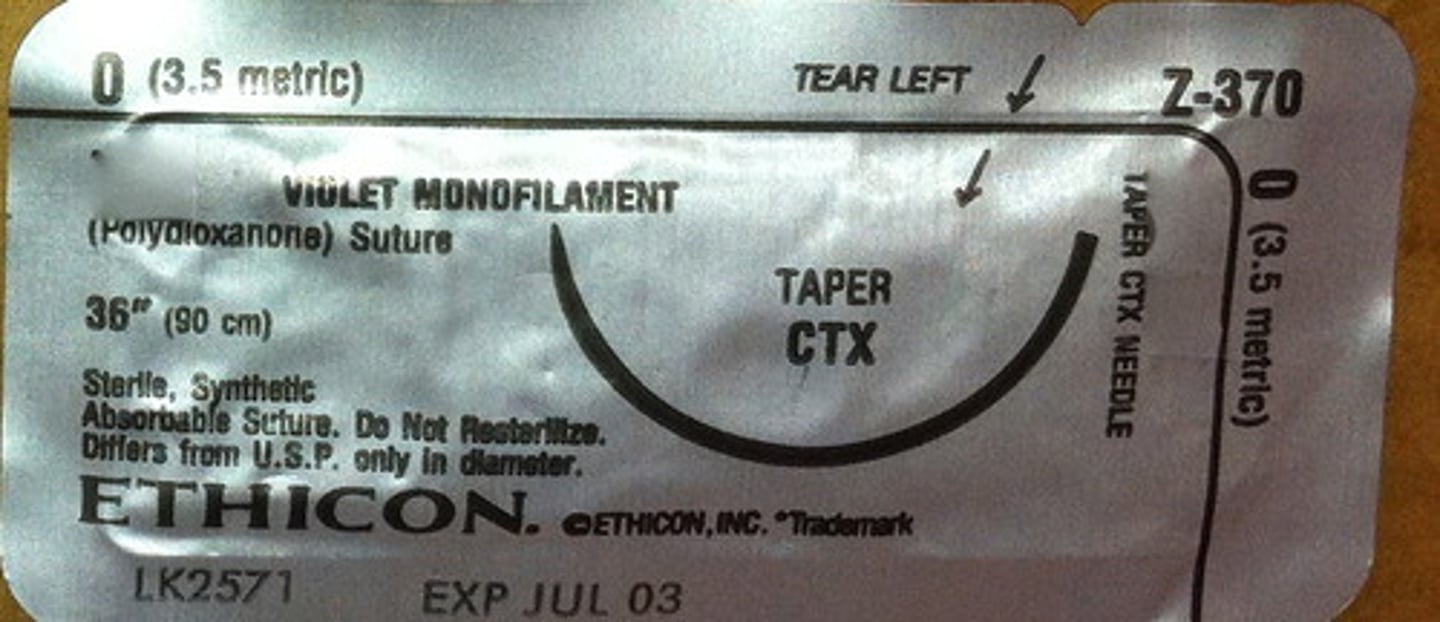 0 (3.5 metric)
TEAR LEFT
Z-370
VIOLET MONOFILAMENT
(Polydioxanone) Suture
36" (90 cm)
Sterile, Synthetic
Absorbable Suture. Do Not Resterilize.
Differs from U.S.P. only in diameter.
ETHICON. ©ETHICON, INC. *Trademark
TAPER
CTX
TAPER CTX NEEDLE
0 (3.5 metric)
LK2571 EXP JUL 03